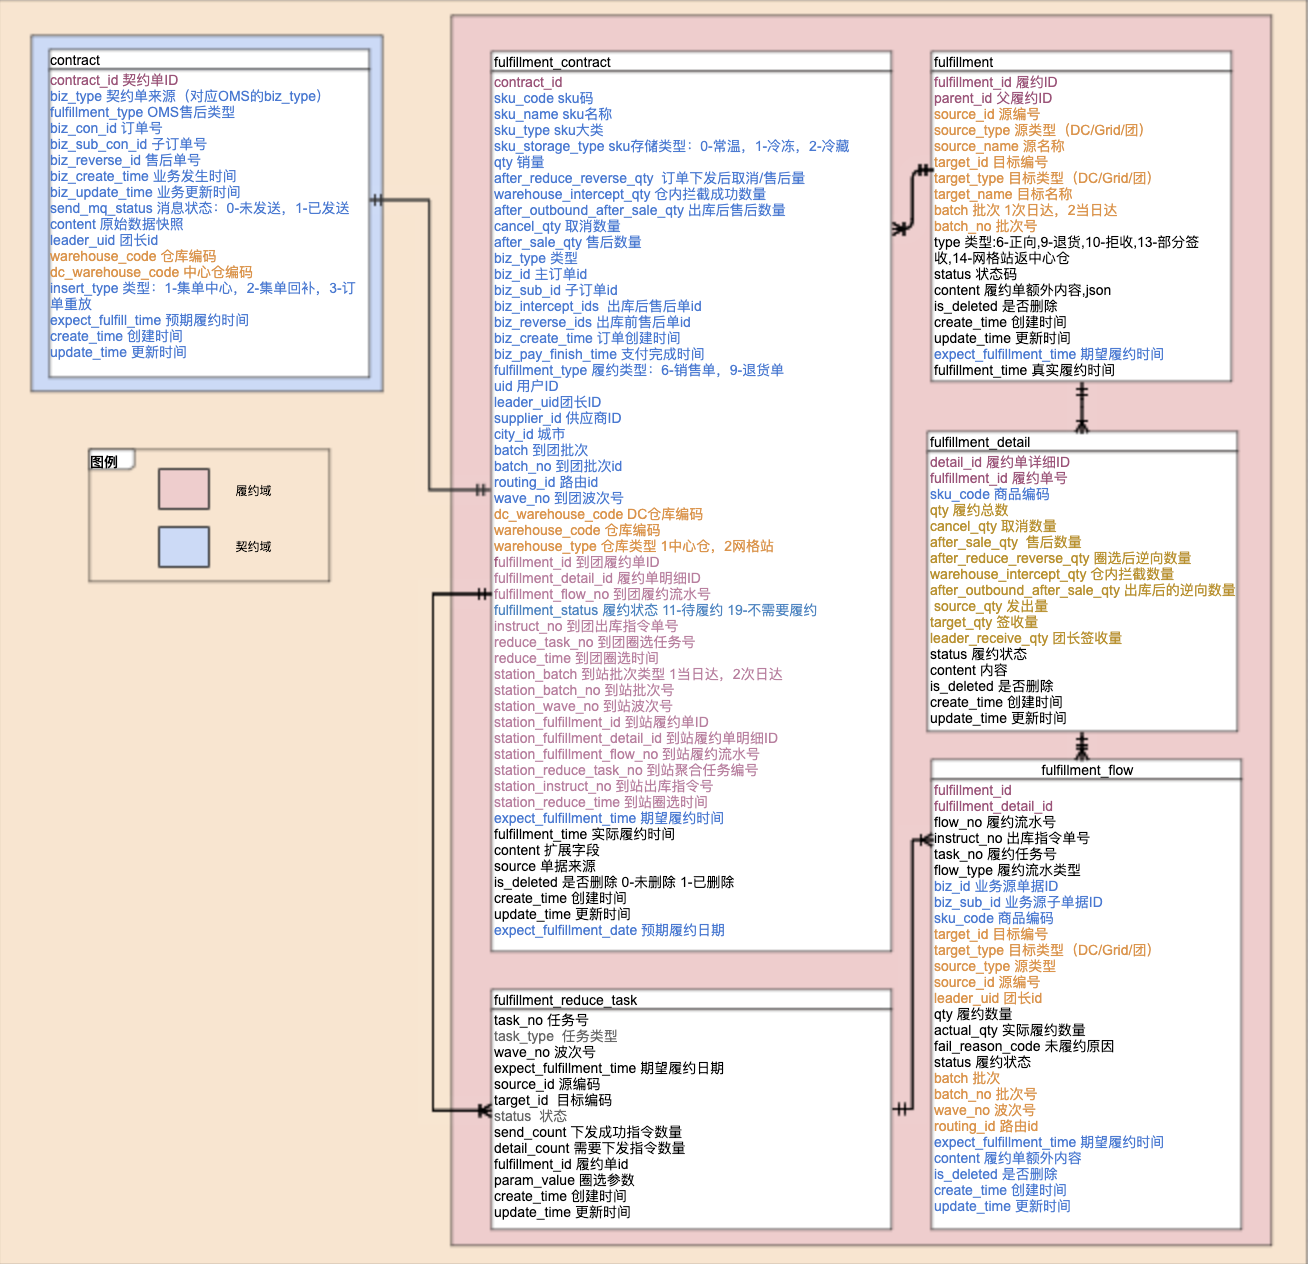 contract
contract_id 契约单ID
biz_type 契约单来源（对应OMS的biz_type）
fulfillment_type OMS售后类型
biz_con_id 订单号
biz_sub_con_id 子订单号
biz_reverse_id 售后单号
biz_create_time 业务发生时间
biz_update_time 业务更新时间
send_mq_status 消息状态：0-未发送，1-已发送
content 原始数据快照
leader_uid 团长id
warehouse_code 仓库编码
dc_warehouse_code 中心仓编码
insert_type 类型：1-集单中心，2-集单回补，3-订
单重放
expect_fulfill_time 预期履约时间
create_time 创建时间
update_time 更新时间
图例
履约域
契约域
fulfillment_contract
contract_id
sku_code sku码
sku_name sku名称
sku_type sku大类
sku_storage_type sku存储类型：0-常温，1-冷冻，2-冷藏
qty 销量
after_reduce_reverse_qty 订单下发后取消/售后量
warehouse_intercept_qty 仓内拦截成功数量
after_outbound_after_sale_qty 出库后售后数量
cancel_qty 取消数量
after_sale_qty 售后数量
biz_type 类型
biz_id 主订单id
biz_sub_id 子订单id
biz_intercept_ids 出库后售后单id
biz_reverse_ids 出库前售后单id
biz_create_time 订单创建时间
biz_pay_finish_time 支付完成时间
fulfillment_type 履约类型：6-销售单，9-退货单
uid 用户ID
leader_uid团长ID
supplier_id 供应商ID
city_id 城市
batch 到团批次
batch_no 到团批次id
routing_id 路由id
wave_no 到团波次号
dc_warehouse_code DC仓库编码
warehouse_code 仓库编码
warehouse_type 仓库类型 1中心仓，2网格站
fulfillment_id 到团履约单ID
fulfillment_detail_id 履约单明细ID
fulfillment_flow_no 到团履约流水号
fulfillment_status 履约状态 11-待履约 19-不需要履约
instruct_no 到团出库指令单号
reduce_task_no 到团圈选任务号
reduce_time 到团圈选时间
station_batch 到站批次类型 1当日达，2次日达
station_batch_no 到站批次号
station_wave_no 到站波次号
station_fulfillment_id 到站履约单ID
station_fulfillment_detail_id 到站履约单明细ID
station_fulfillment_flow_no 到站履约流水号
station_reduce_task_no 到站聚合任务编号
station_instruct_no 到站出库指令号
station_reduce_time 到站圈选时间
expect_fulfillment_time 期望履约时间
fulfillment_time 实际履约时间
content 扩展字段
source 单据来源
is_deleted 是否删除 0-未删除 1-已删除
create_time 创建时间
update_time 更新时间
expect_fulfillment_date 预期履约日期
fulfillment_reduce_task
task_no 任务号
task_type 任务类型
wave_no 波次号
expect_fulfillment_time 期望履约日期
source_id 源编码
target_id 目标编码
status 状态
send_count 下发成功指令数量
detail_count 需要下发指令数量
fulfillment_id 履约单id
param_value 圈选参数
create_time 创建时间
update_time 更新时间
fulfillment
fulfillment_id 履约ID
parent_id 父履约ID
source_id 源编号
source_type 源类型（DC/Grid/团）
source_name 源名称
target_id 目标编号
target_type 目标类型（DC/Grid/团）
target_name 目标名称
batch 批次 1次日达，2当日达
batch_no 批次号
type 类型:6-正向,9-退货,10-拒收,13-部分签
收,14-网格站返中心仓
status 状态码
content 履约单额外内容,json
is_deleted 是否删除
create_time 创建时间
update_time 更新时间
expect_fulfillment_time 期望履约时间
fulfillment_time 真实履约时间
fulfillment_detail
detail_id 履约单详细ID
fulfillment_id 履约单号
sku_code 商品编码
qty 履约总数
cancel_qty 取消数量
after_sale_qty 售后数量
after_reduce_reverse_qty 圈选后逆向数量
warehouse_intercept_qty 仓内拦截数量
after_outbound_after_sale_qty 出库后的逆向数量
source_qty 发出量
target_qty 签收量
leader_receive_qty 团长签收量
status 履约状态
content 内容
is_deleted 是否删除
create_time 创建时间
update_time 更新时间
fulfillment_flow
fulfillment_id
fulfillment_detail_id
flow_no 履约流水号
instruct_no 出库指令单号
task_no 履约任务号
flow_type 履约流水类型
biz_id 业务源单据ID
biz_sub_id 业务源子单据ID
sku_code 商品编码
target_id 目标编号
target_type 目标类型（DC/Grid/团）
source_type 源类型
source_id 源编号
leader_uid 团长id
qty 履约数量
actual_qty 实际履约数量
fail_reason_code 未履约原因
status 履约状态
batch 批次
batch_no 批次号
wave_no 波次号
routing_id 路由id
expect_fulfillment_time 期望履约时间
content 履约单额外内容
is_deleted 是否删除
create_time 创建时间
update_time 更新时间